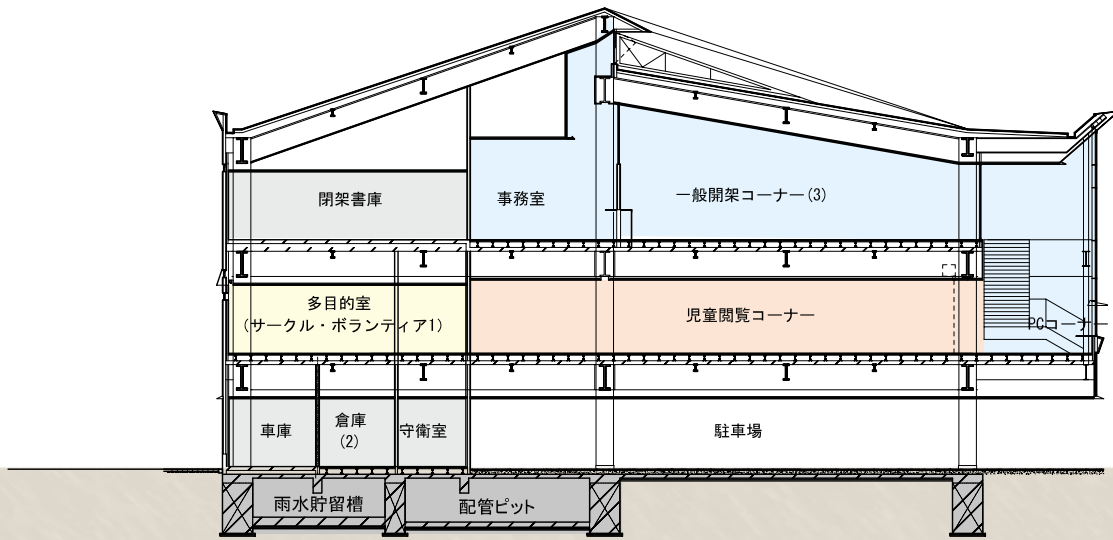 閉架書庫
事務室
一般開架コーナー(3)
多目的室
(サークル・ボランティア1)
児童閲覧コーナー
PCコーナー
車庫
倉庫
(2)
守衛室
駐車場
雨水貯留槽
配管ピット